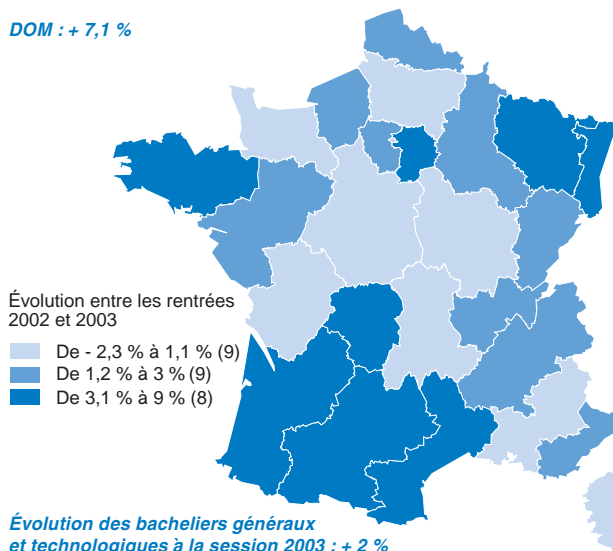 DOM : + 7,1 %
Évolution entre les rentrées
2002 et 2003
De - 2,3 % à 1,1 % (9)
De 1,2 % à 3 % (9)
De 3,1 % à 9 % (8)
Évolution des bacheliers généraux
et technologiques à la session 2003 : + 2 %